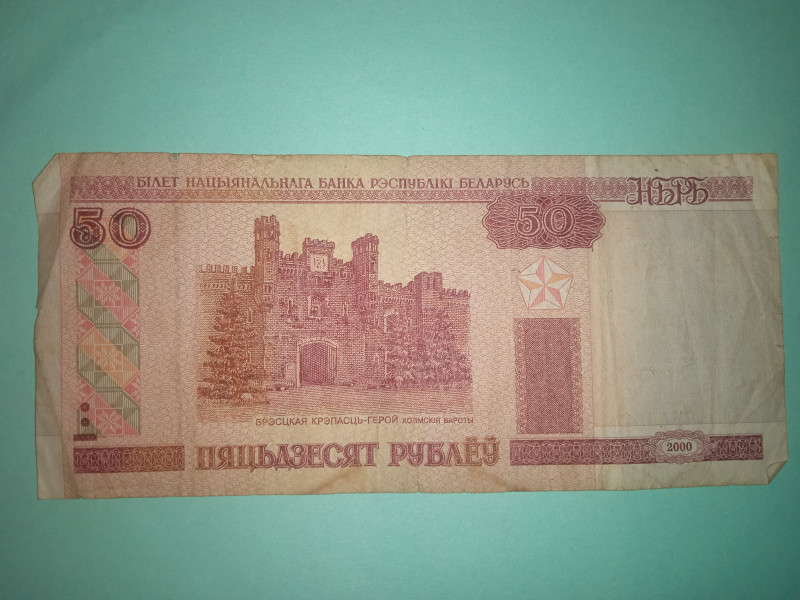 БІЛЕТ НАЦЫЯНАЛЬНАГА БАНКА РЭСПУБЛІКІ БЕЛАРУСЬ
НБРБ
50
50
БРЭСЦКАЯ КРЭПАСЦЬ-ГЕРОЙ ХОЛМСКІЯ ВАРОТЫ
ПЯЦЬДЗЕСЯТ РУБЛЁЎ
2000